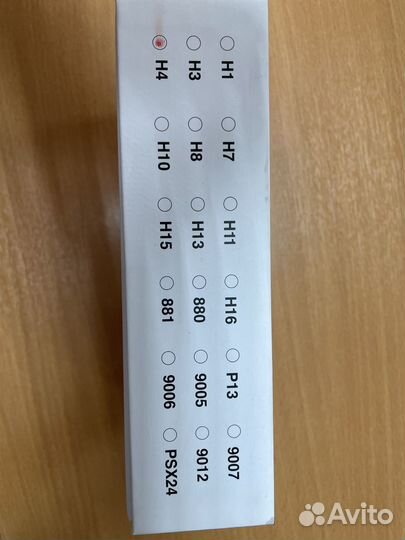 H1 H7 H11 H16 P13 9007
H3 H8 H13 880 9005 9012
H4 H10 H15 881 9006 PSX24
Avito